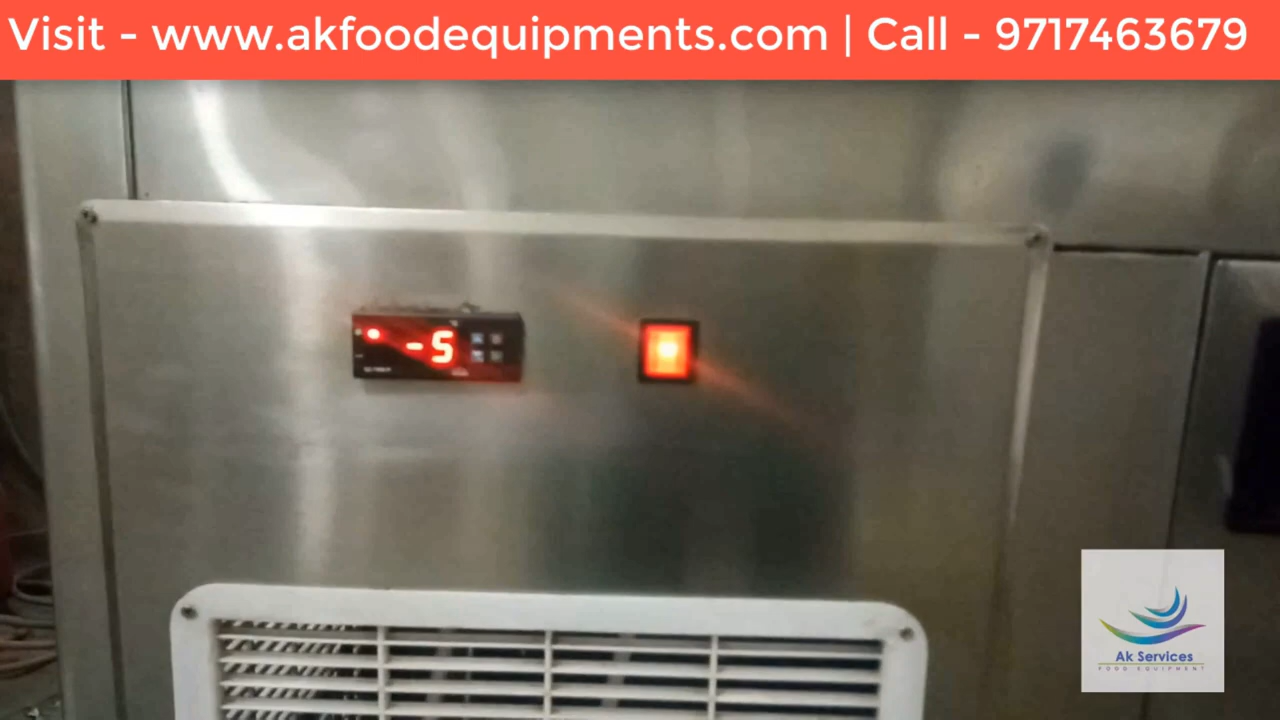 Visit - www.akfoodequipments.com | Call - 9717463679
-5
Ak Services
FOOD EQUIPMENT